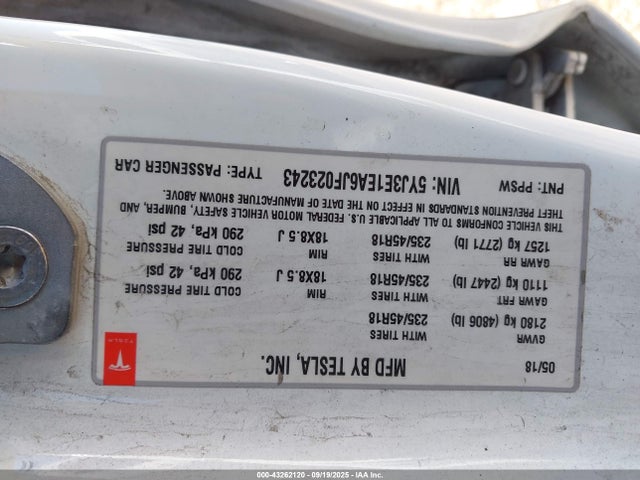 05/18 MFD BY TESLA, INC. TESLA
GVWR WITH TIRES
2180 kg (4806 lb) 235/45R18
GAWR FRT WITH TIRES RIM COLD TIRE PRESSURE
1110 kg (2447 lb) 235/45R18 18X8.5 J 290 kPa, 42 psi
GAWR RR WITH TIRES RIM COLD TIRE PRESSURE
1257 kg (2771 lb) 235/45R18 18X8.5 J 290 kPa, 42 psi
THIS VEHICLE CONFORMS TO ALL APPLICABLE U.S. FEDERAL MOTOR VEHICLE SAFETY, BUMPER, AND
THEFT PREVENTION STANDARDS IN EFFECT ON THE DATE OF MANUFACTURE SHOWN ABOVE.
PNT: PPSW VIN: 5YJ3E1EA6JF023243 TYPE: PASSENGER CAR
000-43262120 - 09/19/2025 - IAAI.COM